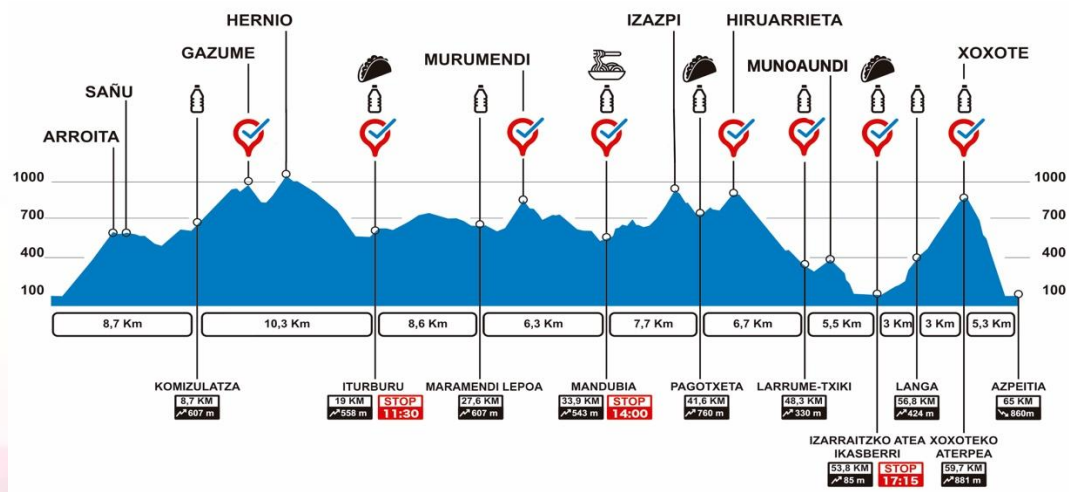 HERNIO
IZAZPI
HIRUARRIETA
GAZUME
MURUMENDI
MUNOAUNDI
XOXOTE
SAÑU
ARROITA
1000
700
400
100
1000
700
400
100
8,7 Km
10,3 Km
8,6 Km
6,3 Km
7,7 Km
6,7 Km
5,5 Km
3 Km
3 Km
5,3 Km
KOMIZULATZA
8,7 KM
607 m
ITURBURU
19 KM
558 m
STOP
11:30
MARAMENDI LEPOA
27,6 KM
607 m
MANDUBIA
33,9 KM
543 m
STOP
14:00
PAGOTXETA
41,6 KM
760 m
LARRUME-TXIKI
48,3 KM
330 m
LANGA
56,8 KM
424 m
AZPEITIA
65 KM
860m
IZARRAITZKO ATEA
IKASBERRI
53,8 KM
85 m
STOP
17:15
XOXOTEKO
ATERPEA
59,7 KM
881 m